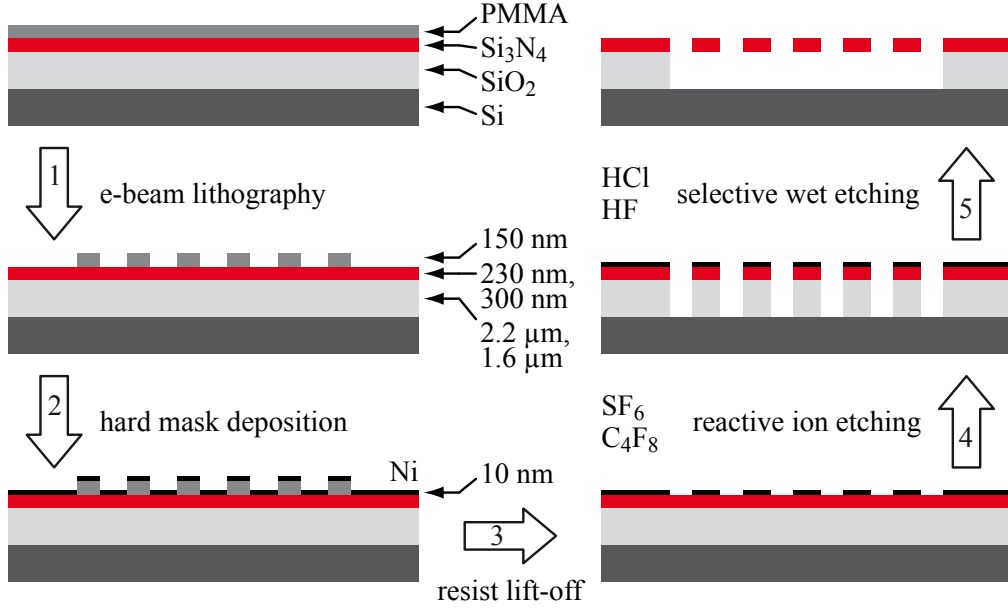 PMMA
Si₃N₄
SiO₂
Si
1
e-beam lithography
150 nm
230 nm,
300 nm
2.2 µm,
1.6 µm
2
hard mask deposition
Ni
10 nm
3
resist lift-off
SF₆
C₄F₈
reactive ion etching
4
HCl
HF
selective wet etching
5